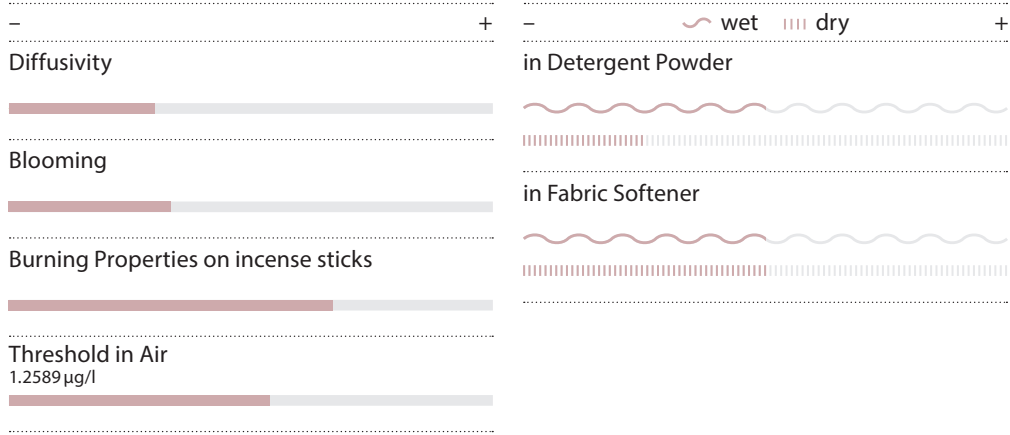 – +
Diffusivity
Blooming
Burning Properties on incense sticks
Threshold in Air
1.2589 µg/l
– wet dry +
in Detergent Powder
in Fabric Softener